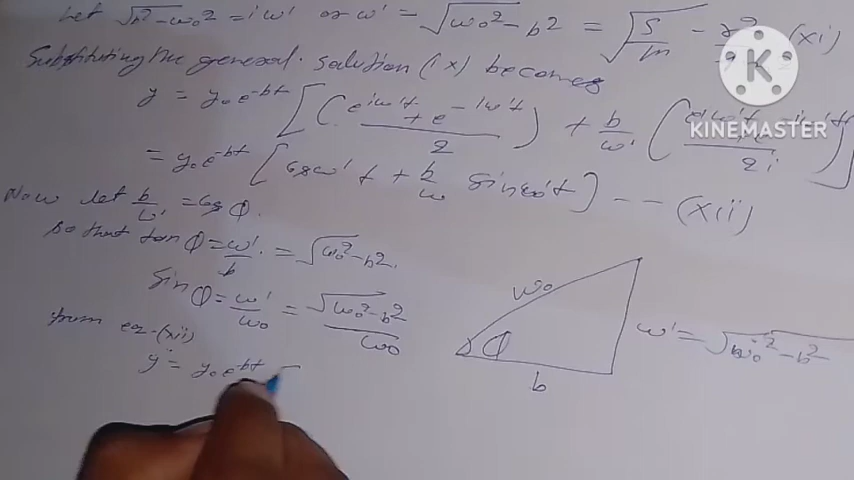 Let √b²-ω₀² = iω' or ω' = √ω₀²-b² = √S/m - (xi)
Substituting the general solution (ix) becomes
y = y₀e^-bt [(e^iω't + e^-iω't / 2) + b/ω' (e^iω't - e^-iω't / 2i)]
= y₀e^-bt [cos ω't + b/ω sin ω't] -- (xii)
Now let b/ω' = cos φ.
so that tan φ = ω'/b. = √ω₀²-b².
sin φ = ω'/ω₀ = √ω₀²-b² / ω₀
from eq-(xii)
y = y₀e^-bt
ω₀
φ
b
ω' = √ω₀²-b²
K
KINEMASTER